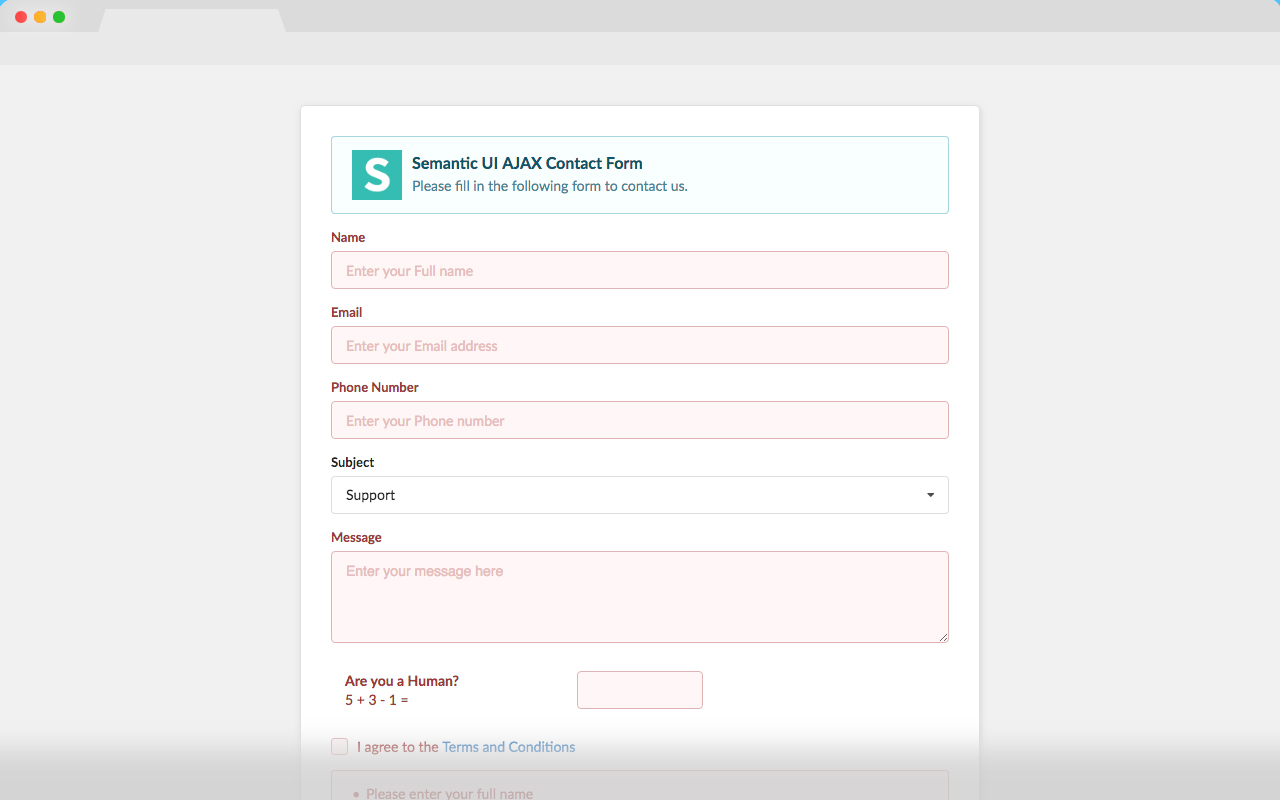 S
Semantic UI AJAX Contact Form
Please fill in the following form to contact us.
Name
Enter your Full name
Email
Enter your Email address
Phone Number
Enter your Phone number
Subject
Support
Message
Enter your message here
Are you a Human?
5 + 3 - 1 =
I agree to the Terms and Conditions
• Please enter your full name